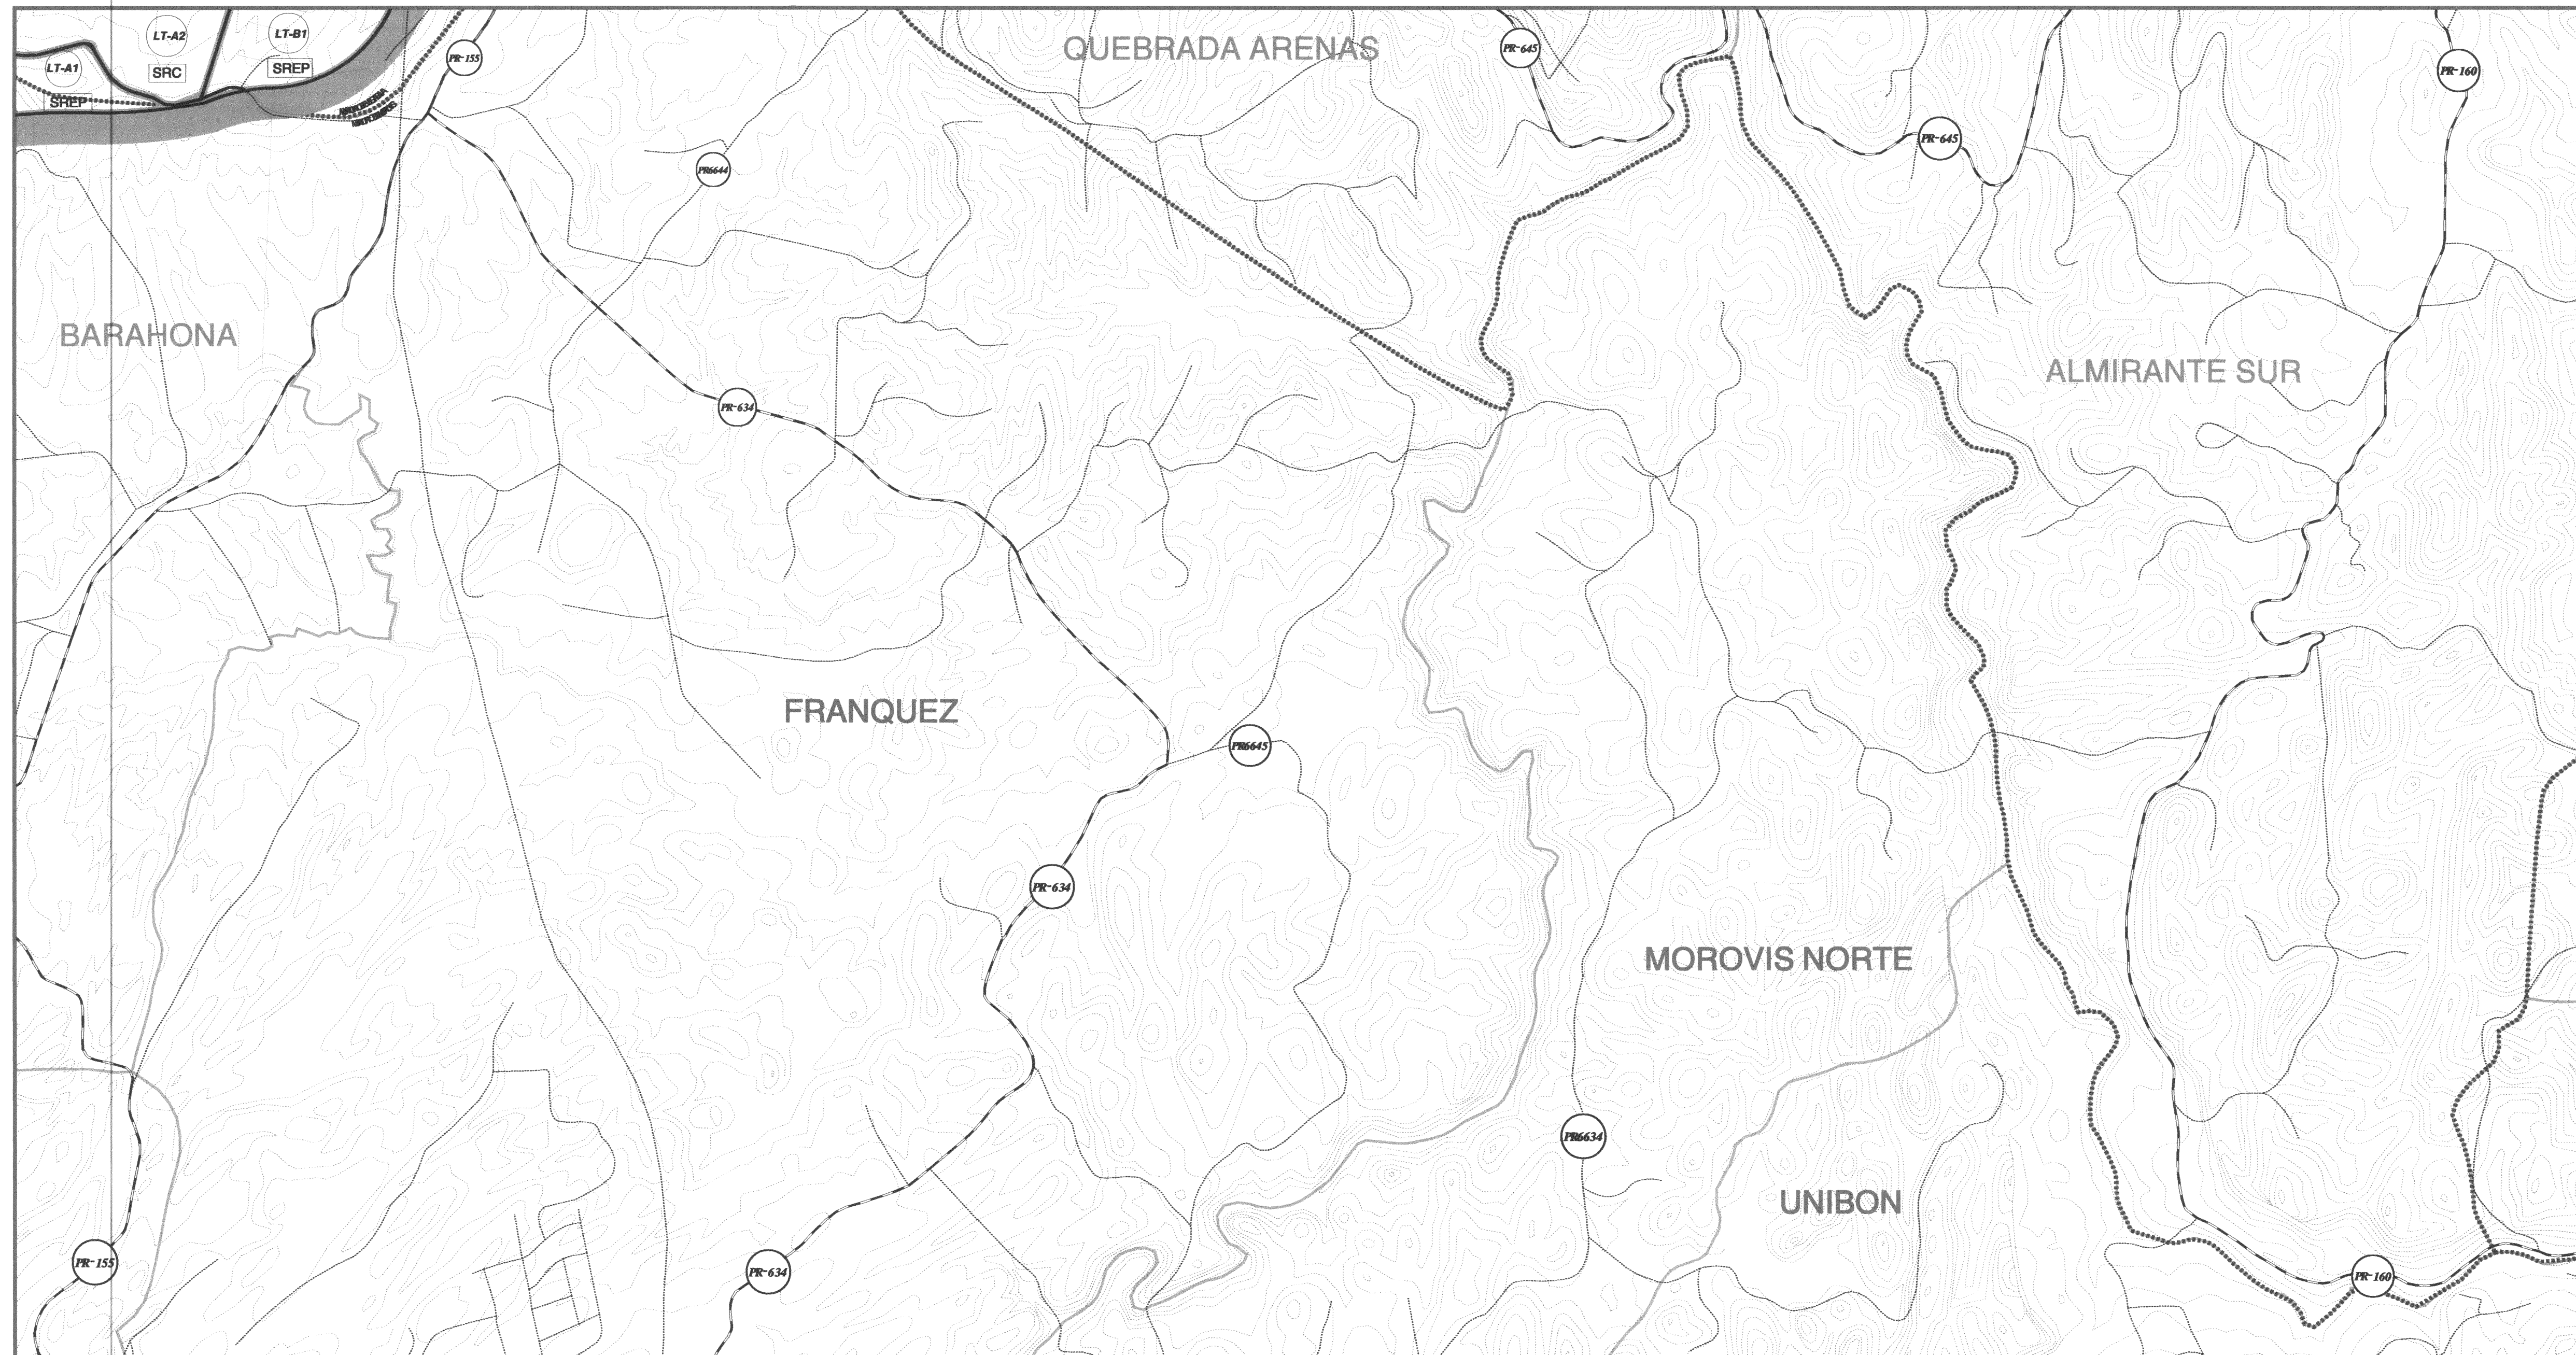 LT-A2
LT-B1
QUEBRADA ARENAS
PR-645
PR-155
LT-A1
SRC
SREP
PR-160
SREP
PR-645
PR6644
BARAHONA
ALMIRANTE SUR
PR-634
FRANQUEZ
PR6645
PR-634
MOROVIS NORTE
PR6634
UNIBON
PR-155
PR-634
PR-160